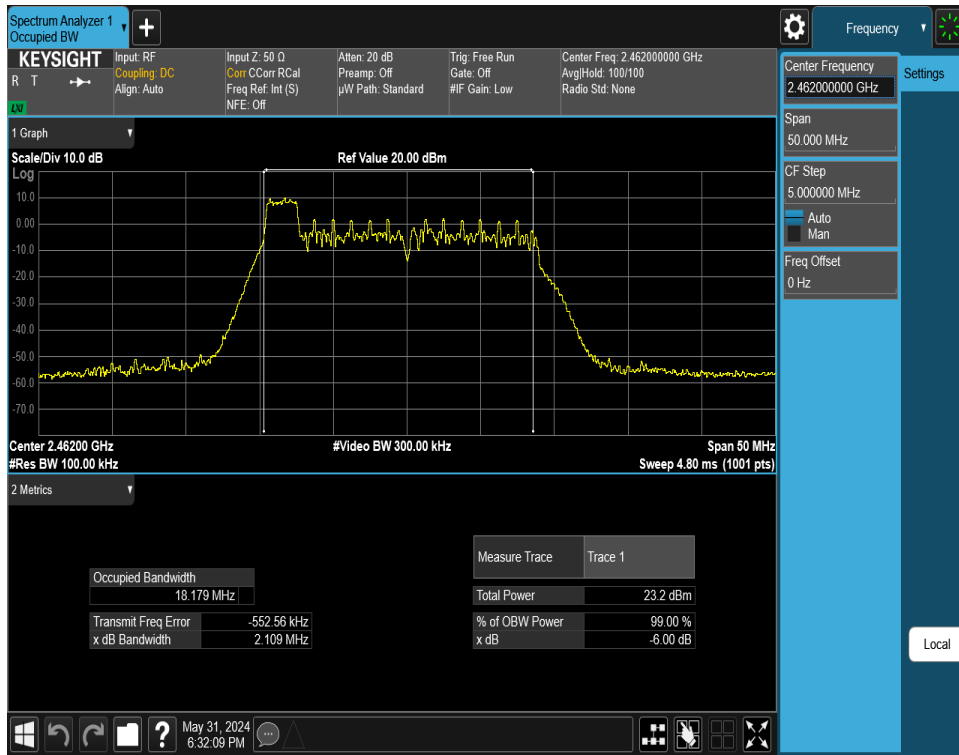 Spectrum Analyzer 1
Occupied BW
Frequency
KEYSIGHT
R T
LXI
Input: RF
Coupling: DC
Align: Auto
Input Z: 50 Ω
Corr CCorr RCal
Freq Ref: Int (S)
NFE: Off
Atten: 20 dB
Preamp: Off
µW Path: Standard
Trig: Free Run
Gate: Off
#IF Gain: Low
Center Freq: 2.462000000 GHz
Avg|Hold: 100/100
Radio Std: None
Center Frequency
2.462000000 GHz
Settings
Span
50.000 MHz
CF Step
5.000000 MHz
Auto
Man
Freq Offset
0 Hz
Local
1 Graph
Scale/Div 10.0 dB
Ref Value 20.00 dBm
Log
10.0
0.00
-10.0
-20.0
-30.0
-40.0
-50.0
-60.0
-70.0
Center 2.46200 GHz
#Video BW 300.00 kHz
Span 50 MHz
#Res BW 100.00 kHz
Sweep 4.80 ms (1001 pts)
2 Metrics
Measure Trace Trace 1
Occupied Bandwidth
18.179 MHz
Total Power 23.2 dBm
Transmit Freq Error -552.56 kHz
% of OBW Power 99.00 %
x dB Bandwidth 2.109 MHz
x dB -6.00 dB
?
May 31, 2024
6:32:09 PM